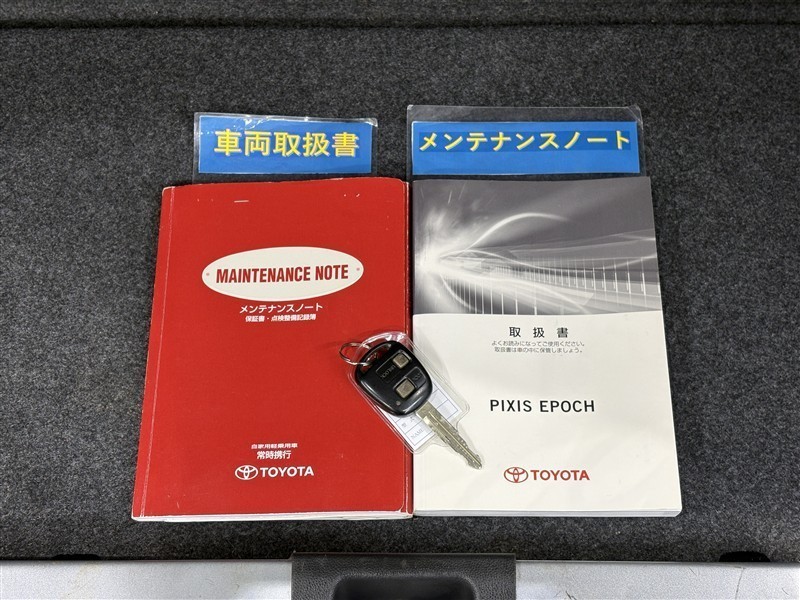 車両取扱書
メンテナンスノート
MAINTENANCE NOTE
メンテナンスノート
保証書・点検整備記録簿
自家用軽乗用車
常時携行
TOYOTA
取扱書
よくお読みになってご使用ください。
取扱書は車の中に保管しましょう。
PIXIS EPOCH
TOYOTA